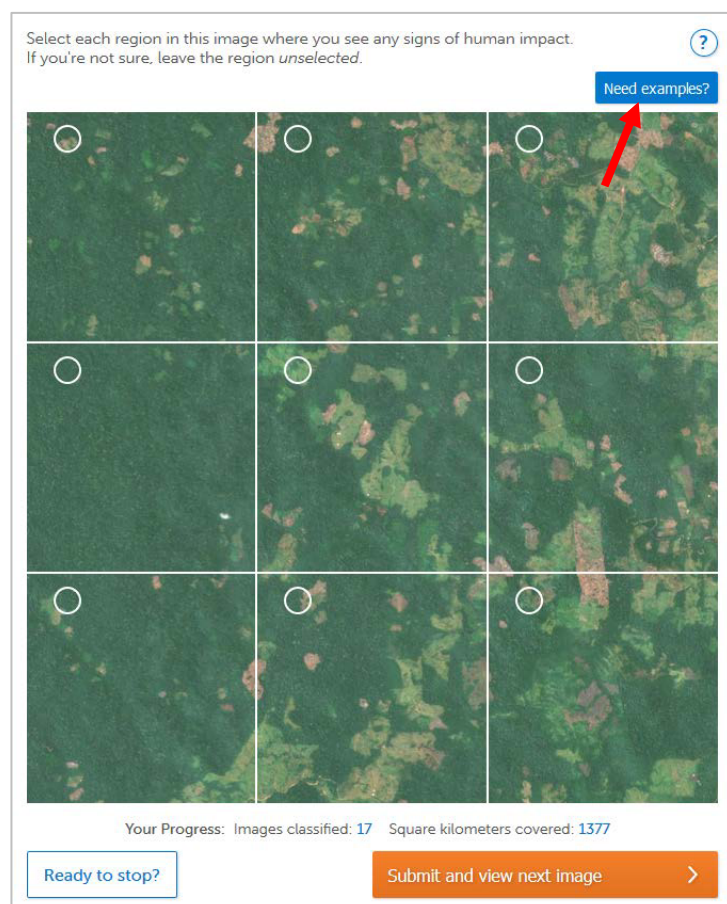 Select each region in this image where you see any signs of human impact.
If you're not sure, leave the region unselected.
?
Need examples?
Your Progress: Images classified: 17 Square kilometers covered: 1377
Ready to stop?
Submit and view next image